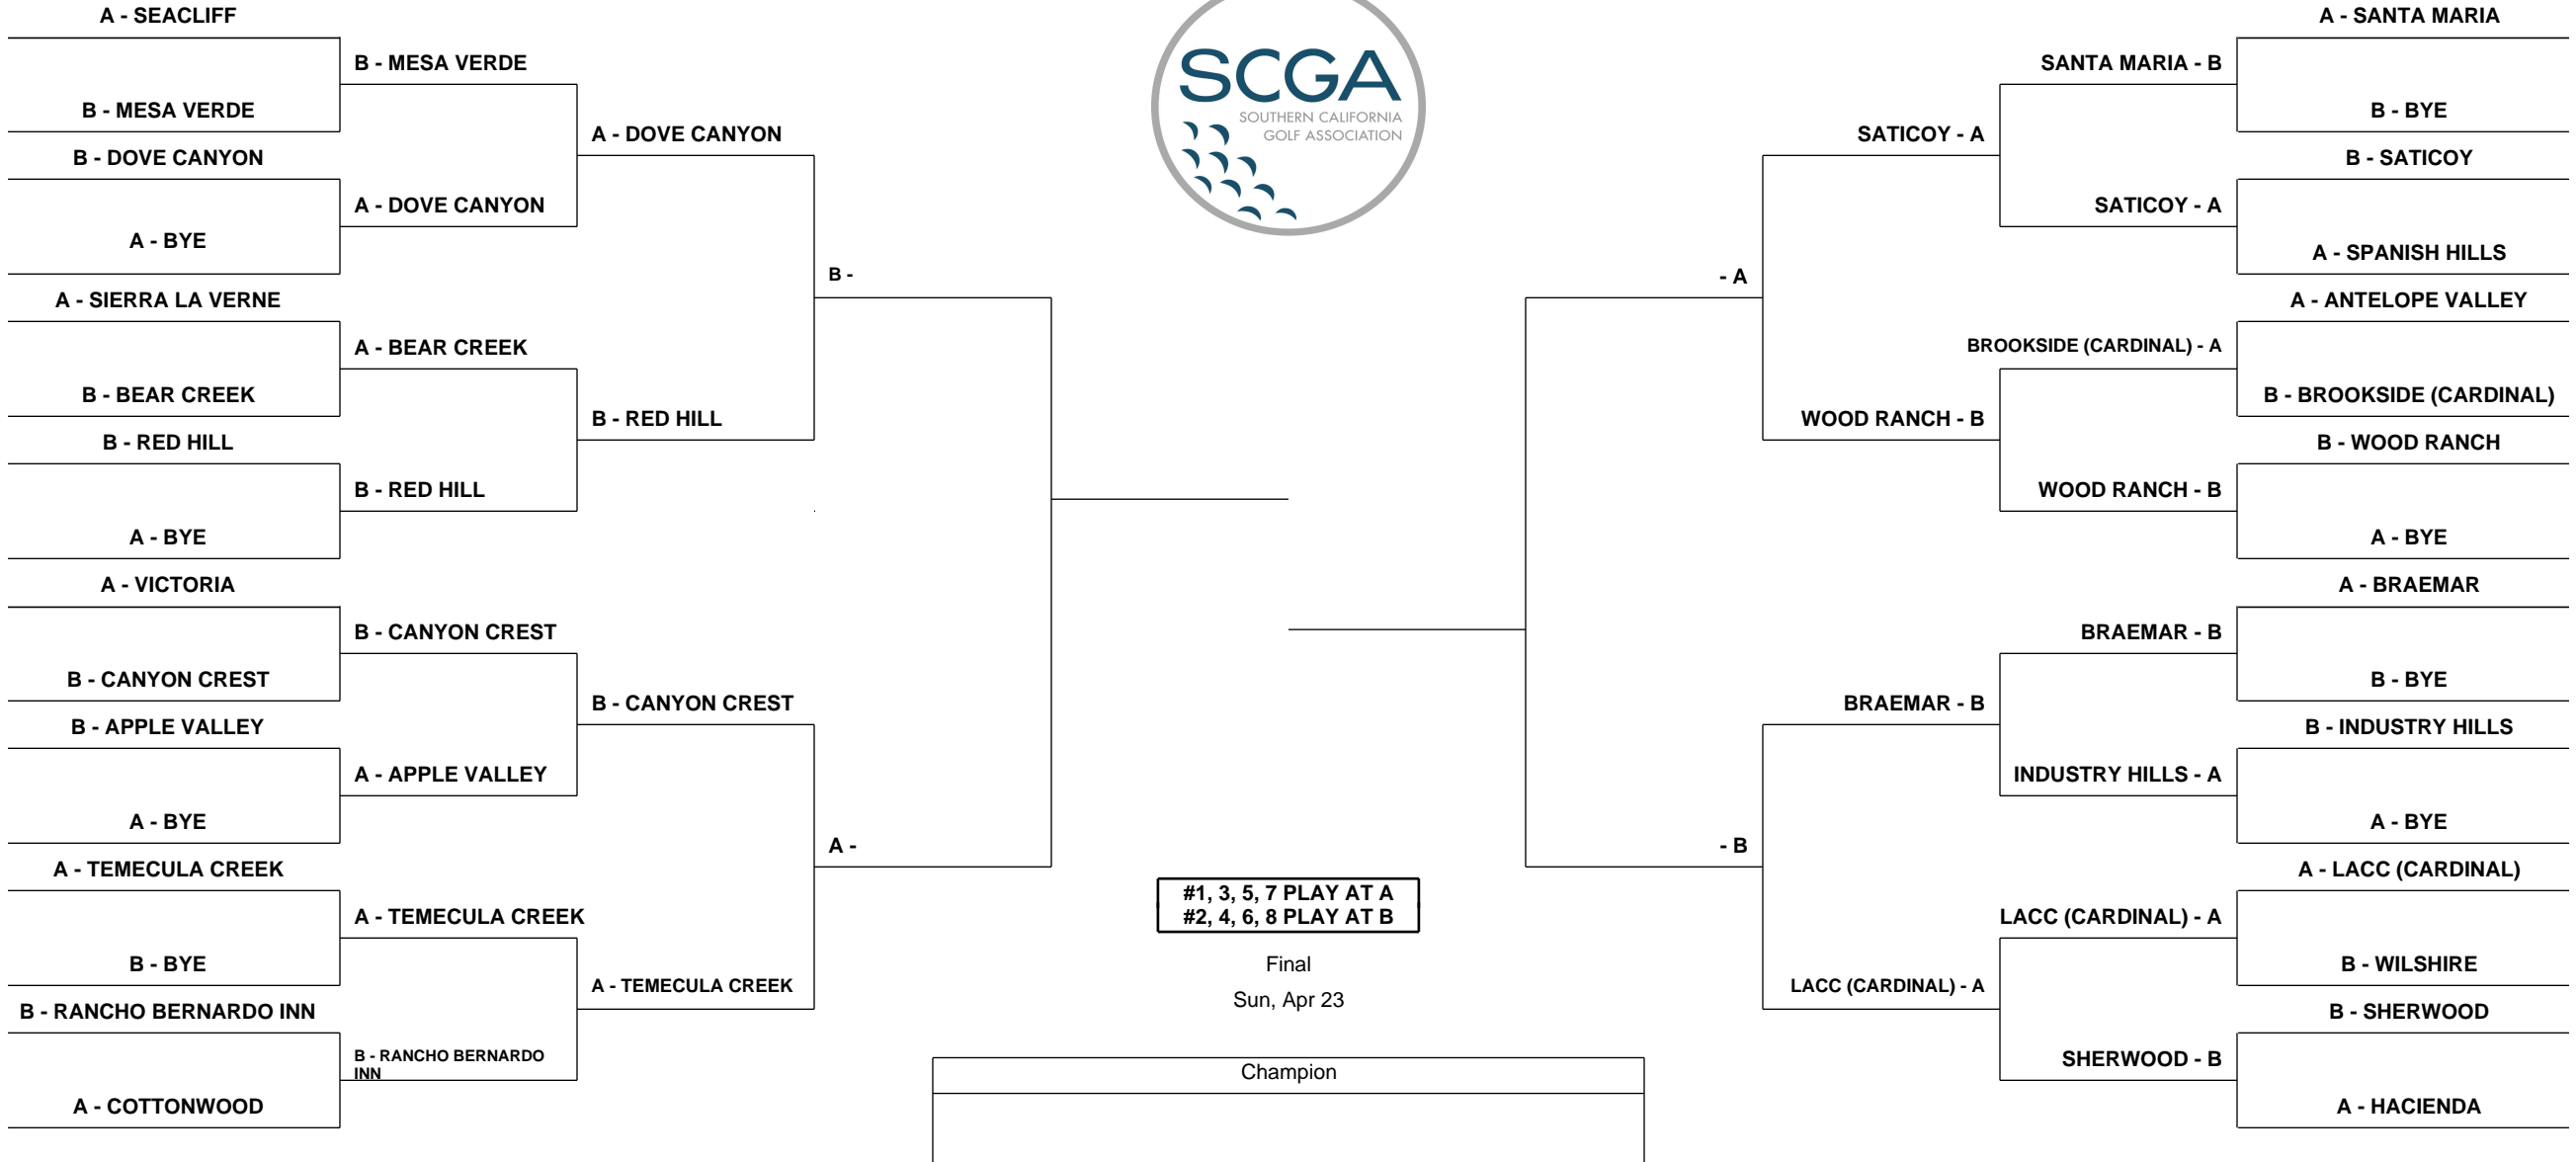 A - SEACLIFF
B - MESA VERDE
B - DOVE CANYON
A - BYE
A - SIERRA LA VERNE
B - BEAR CREEK
B - RED HILL
A - BYE
A - VICTORIA
B - CANYON CREST
B - APPLE VALLEY
A - BYE
A - TEMECULA CREEK
B - BYE
B - RANCHO BERNARDO INN
A - COTTONWOOD
B - MESA VERDE
A - DOVE CANYON
A - BEAR CREEK
B - RED HILL
B - CANYON CREST
A - APPLE VALLEY
A - TEMECULA CREEK
B - RANCHO BERNARDO
INN
A - DOVE CANYON
B - RED HILL
B - CANYON CREST
A - TEMECULA CREEK
B -
A -
SCGA
SOUTHERN CALIFORNIA
GOLF ASSOCIATION
#1, 3, 5, 7 PLAY AT A
#2, 4, 6, 8 PLAY AT B
Final
Sun, Apr 23
Champion
- A
- B
SATICOY - A
WOOD RANCH - B
BRAEMAR - B
LACC (CARDINAL) - A
SANTA MARIA - B
SATICOY - A
BROOKSIDE (CARDINAL) - A
WOOD RANCH - B
BRAEMAR - B
INDUSTRY HILLS - A
LACC (CARDINAL) - A
SHERWOOD - B
A - SANTA MARIA
B - BYE
B - SATICOY
A - SPANISH HILLS
A - ANTELOPE VALLEY
B - BROOKSIDE (CARDINAL)
B - WOOD RANCH
A - BYE
A - BRAEMAR
B - BYE
B - INDUSTRY HILLS
A - BYE
A - LACC (CARDINAL)
B - WILSHIRE
B - SHERWOOD
A - HACIENDA